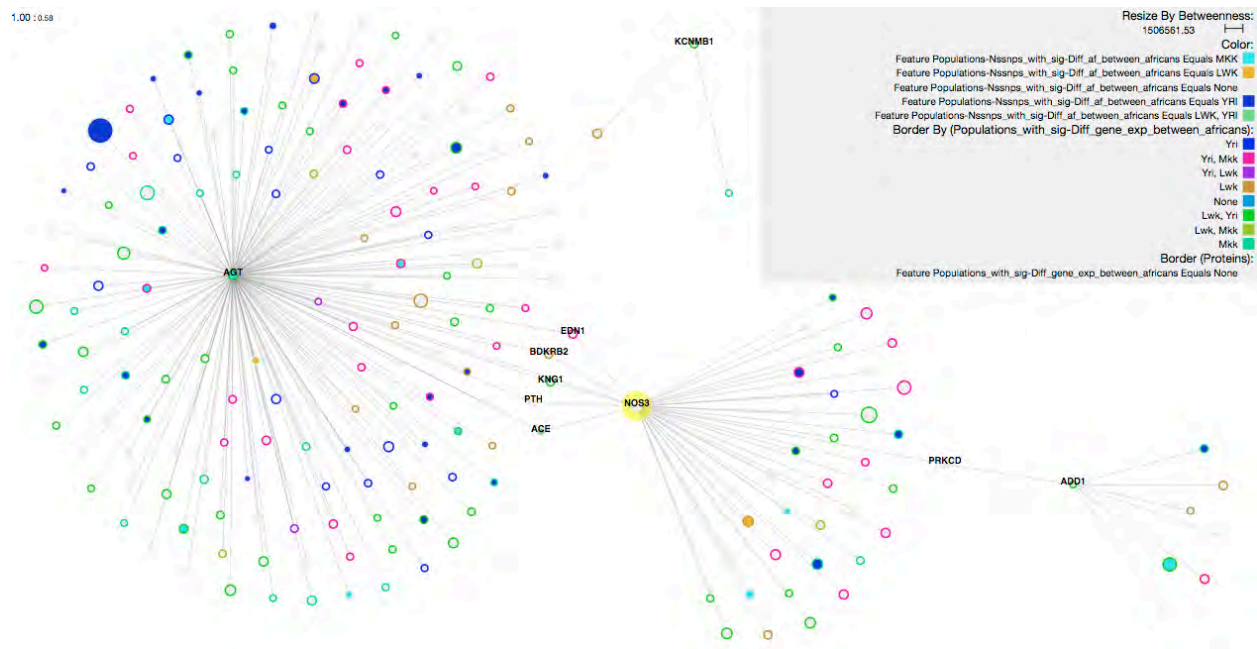 1.00 : 0.58
Resize By Betweenness:
1506561.53
Color:
Feature Populations-Nssnps_with_sig-Diff_af_between_africans Equals MKK
Feature Populations-Nssnps_with_sig-Diff_af_between_africans Equals LWK
Feature Populations-Nssnps_with_sig-Diff_af_between_africans Equals None
Feature Populations-Nssnps_with_sig-Diff_af_between_africans Equals YRI
Feature Populations-Nssnps_with_sig-Diff_af_between_africans Equals LWK, YRI
Border By (Populations_with_sig-Diff_gene_exp_between_africans):
Yri
Yri, Mkk
Yri, Lwk
Lwk
None
Lwk, Yri
Lwk, Mkk
Mkk
Border (Proteins):
Feature Populations_with_sig-Diff_gene_exp_between_africans Equals None
KCNMB1
AGT
EDN1
BDKRB2
KNG1
PTH
NOS3
ACE
PRKCD
ADD1